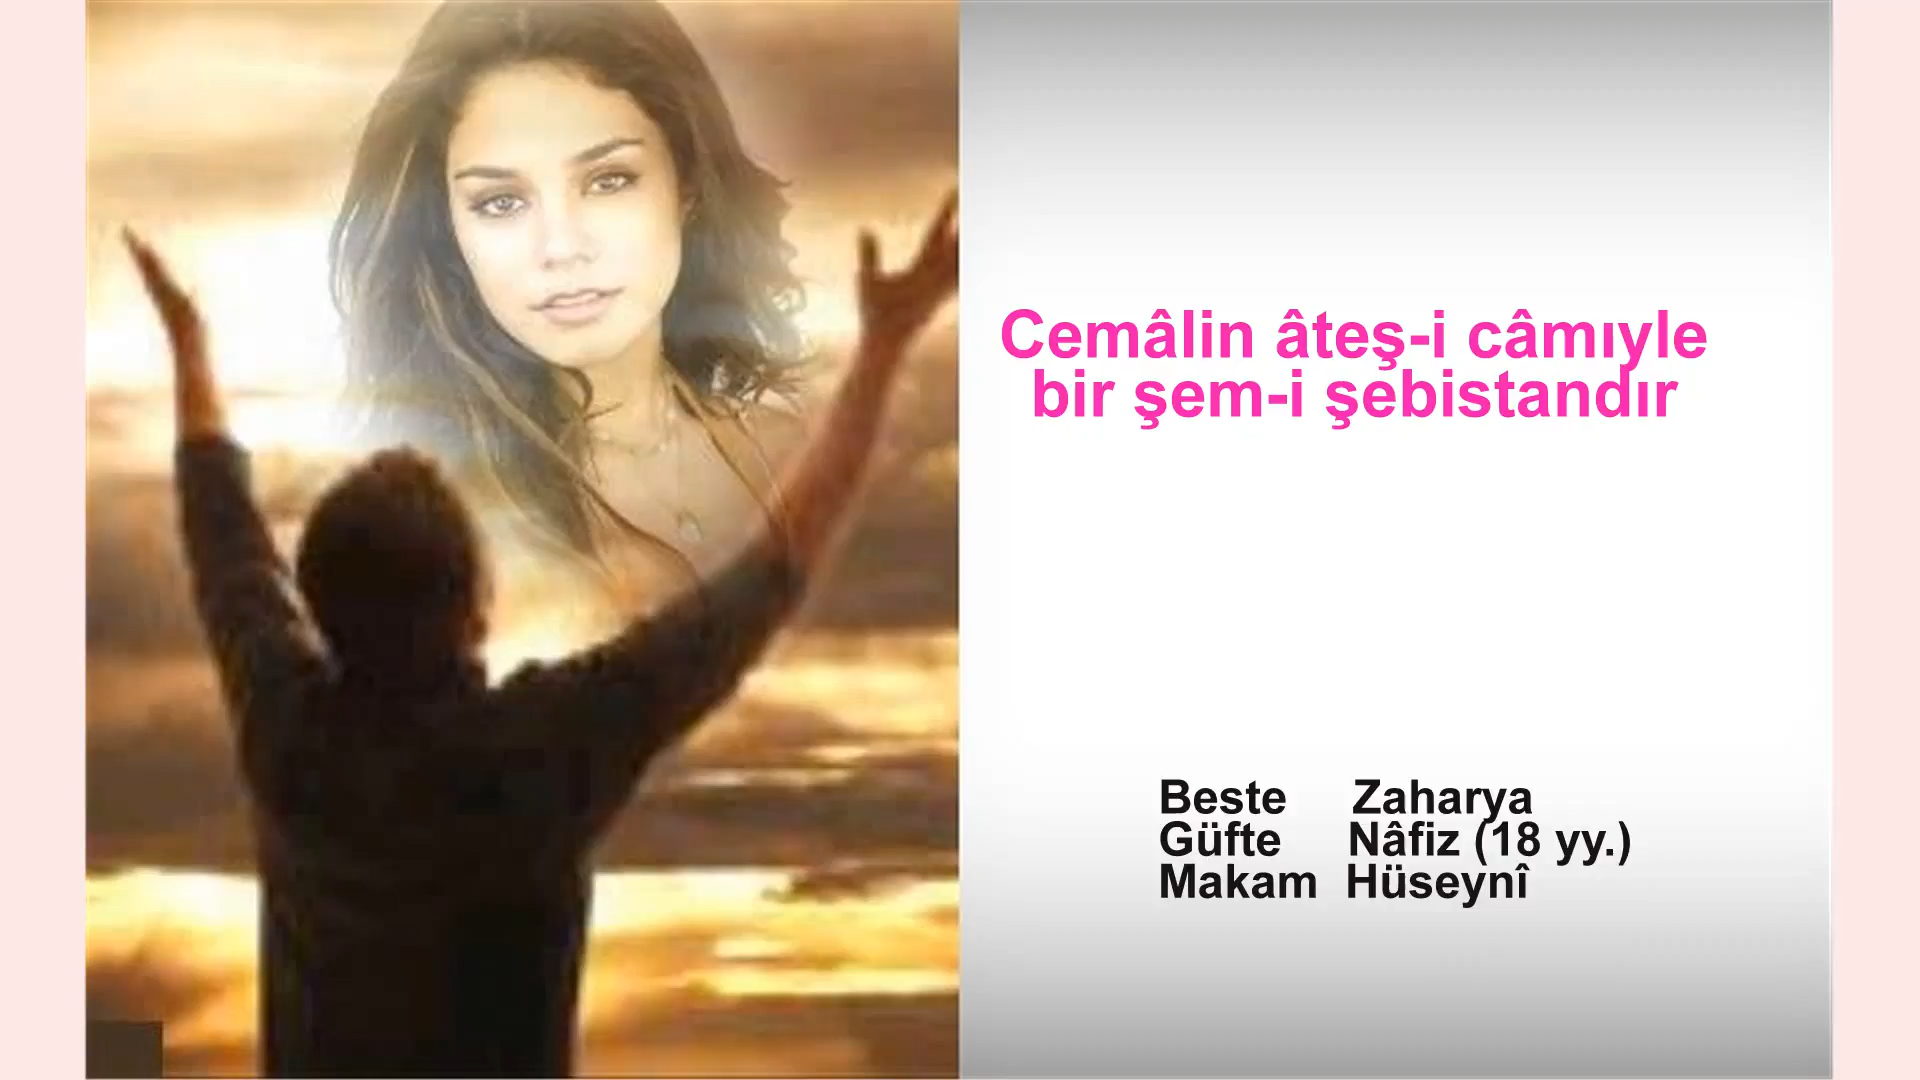 Cemâlin âteş-i câmıyle
bir şem-i şebistandır
Beste Zaharya
Güfte Nâfiz (18 yy.)
Makam Hüseynî